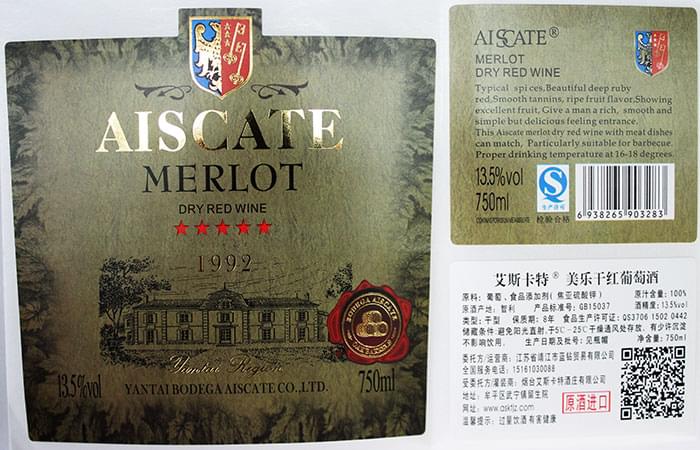 AISCATE
MERLOT
DRY RED WINE
1992
BODEGA AISCATE
Yantai Region
13.5%vol
YANTAI BODEGA AISCATE CO.,LTD.
750ml
AISCATE®
MERLOT
DRY RED WINE
Typical spices,Beautiful deep ruby
red,Smooth tannins, ripe fruit flavor,Showing
excellent fruit, Give a man a rich, smooth and
simple but delicious feeling entrance.
This Aiscate merlot dry red wine with meat dishes
can match, Particularly suitable for barbecue.
Proper drinking temperature at 16-18 degrees.
13.5%vol
750ml
生产许可
检验合格
6 938265 903283
艾斯卡特® 美乐干红葡萄酒
原料: 葡萄、食品添加剂( 焦亚硫酸钾) 原汁含量: 100%
原酒产地: 智利 产品标准号: GB15037 酒精度: 13.5%vol
类型: 干型 保质期: 8年 食品生产许可证: QS3706 1502 0442
储藏条件: 避免阳光直射,于5℃-25℃干燥通风处存放、有少许沉淀
不影响饮用。 生产日期及批号: 见瓶帽 净含量: 750ml
委托方/运营商: 江苏省靖江市蓝钻贸易有限公司
全国服务电话: 15161030088
受委托方/灌装商: 烟台艾斯卡特酒庄有限公司
地址: 牟平区武宁镇留生院
网址: www.askfjz.com
温馨提示: 过量饮酒 有害健康
原酒进口